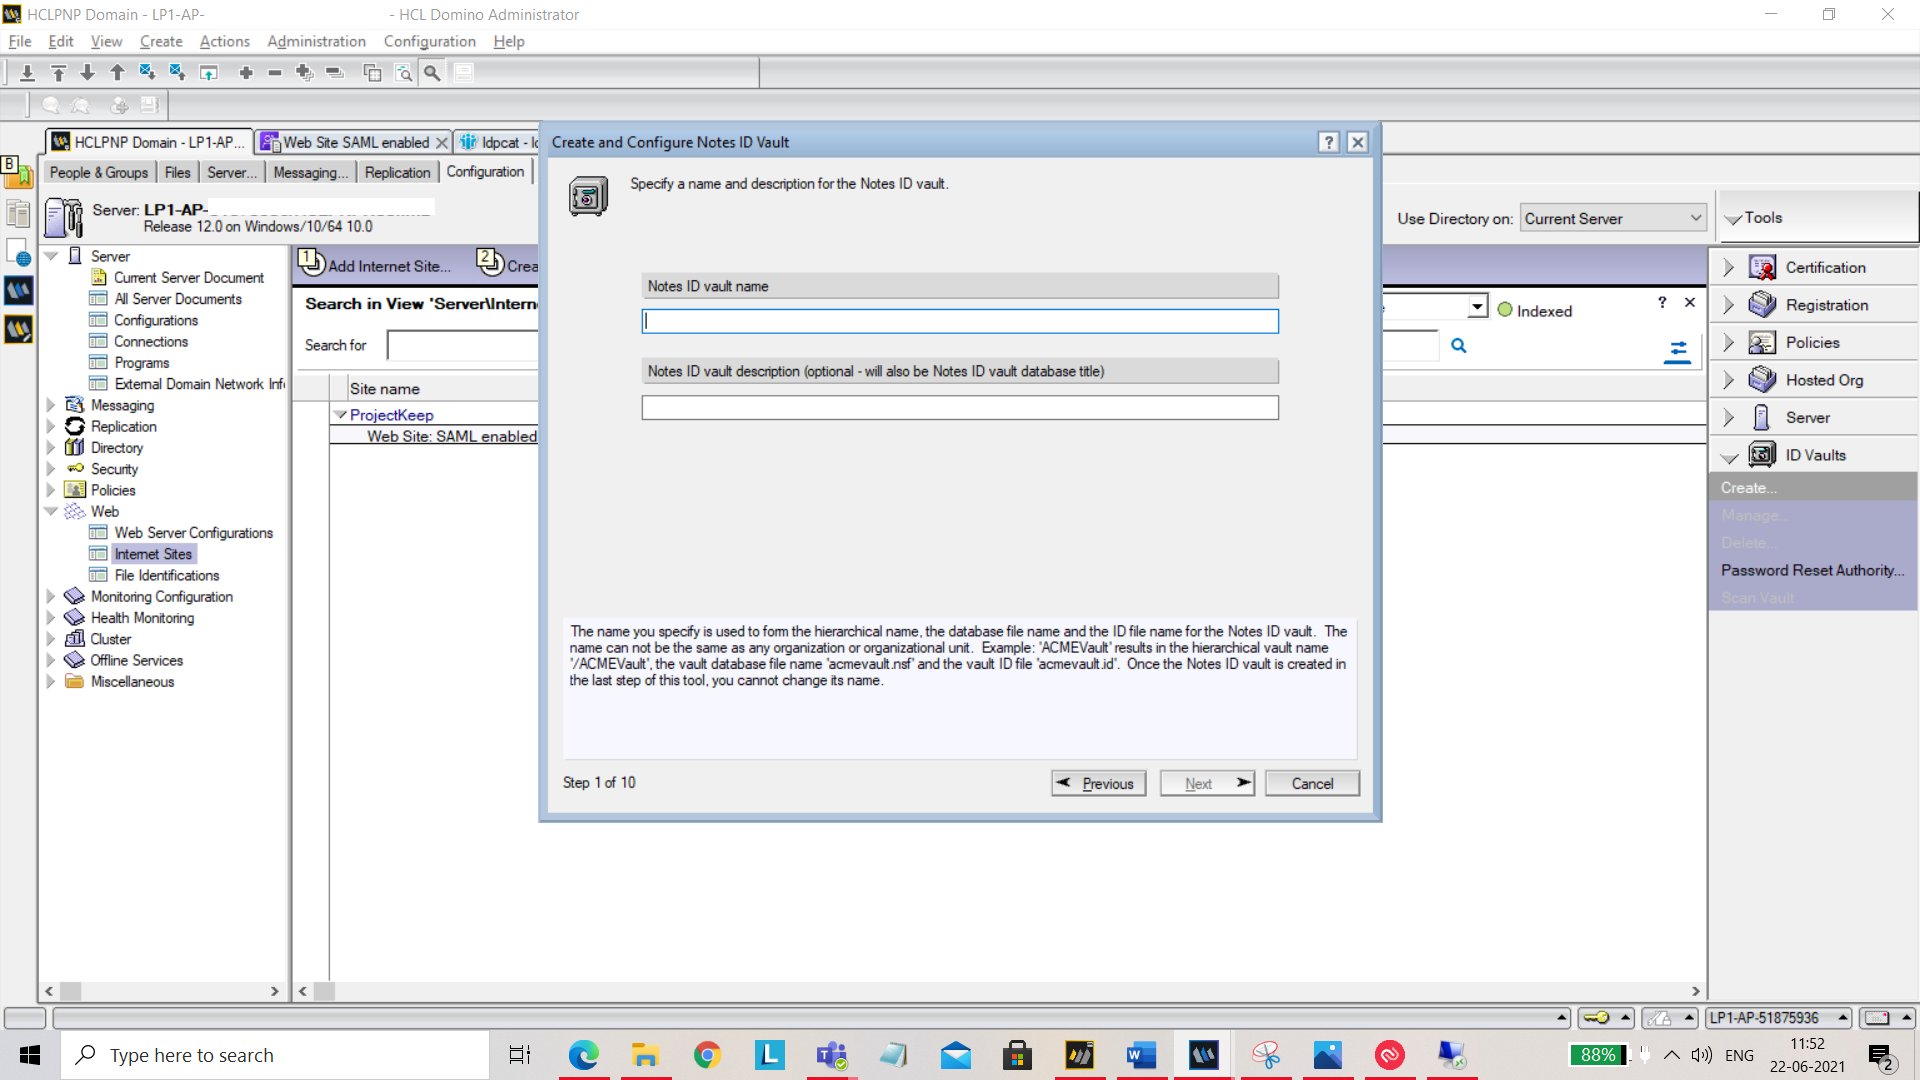 HCLPNP Domain - LP1-AP- - HCL Domino Administrator
File Edit View Create Actions Administration Configuration Help
HCLPNP Domain - LP1-AP... Web Site SAML enabled Idpcat - Ic
B
People & Groups Files Server... Messaging... Replication Configuration
Server: LP1-AP-
Release 12.0 on Windows/10/64 10.0
Use Directory on: Current Server
Tools
Server
Current Server Document
All Server Documents
Configurations
Connections
Programs
External Domain Network Inf
Messaging
Replication
Directory
Security
Policies
Web
Web Server Configurations
Internet Sites
File Identifications
Monitoring Configuration
Health Monitoring
Cluster
Offline Services
Miscellaneous
1 Add Internet Site... 2 Crea
Search in View 'Server\Intern
Search for
Indexed
? ×
Site name
ProjectKeep
Web Site: SAML enabled
Create and Configure Notes ID Vault
?
Specify a name and description for the Notes ID vault.
Notes ID vault name
Notes ID vault description (optional - will also be Notes ID vault database title)
The name you specify is used to form the hierarchical name, the database file name and the ID file name for the Notes ID vault. The
name can not be the same as any organization or organizational unit. Example: 'ACMEVault' results in the hierarchical vault name
'/ACMEVault', the vault database file name 'acmevault.nsf' and the vault ID file 'acmevault.id'. Once the Notes ID vault is created in
the last step of this tool, you cannot change its name.
Step 1 of 10
Previous Next Cancel
Certification
Registration
Policies
Hosted Org
Server
ID Vaults
Create...
Manage...
Delete...
Password Reset Authority...
Scan Vault
LP1-AP-51875936
Type here to search
88%
ENG
11:52
22-06-2021
2